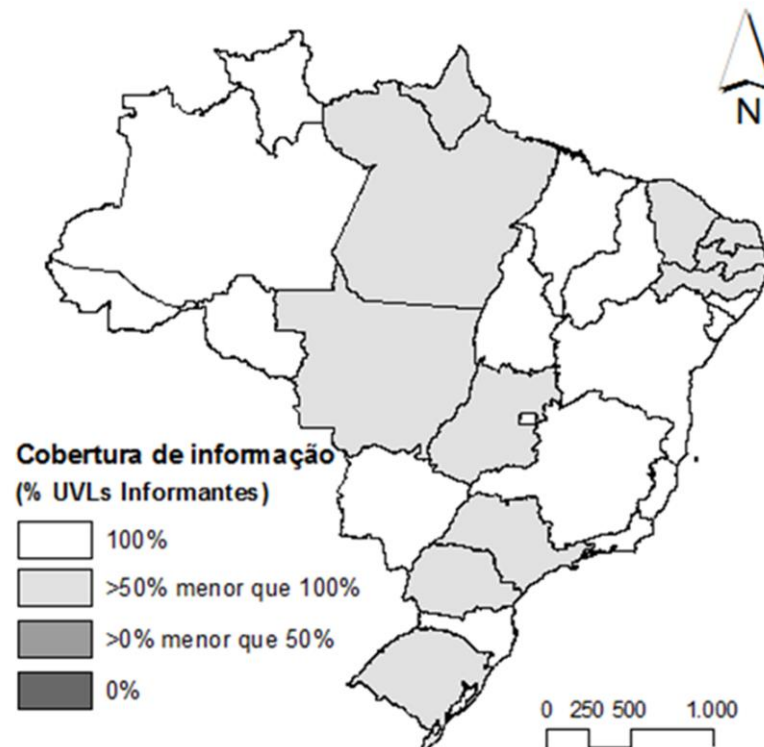 N
Cobertura de informação
(% UVLs Informantes)
100%
>50% menor que 100%
>0% menor que 50%
0%
0 250 500 1.000